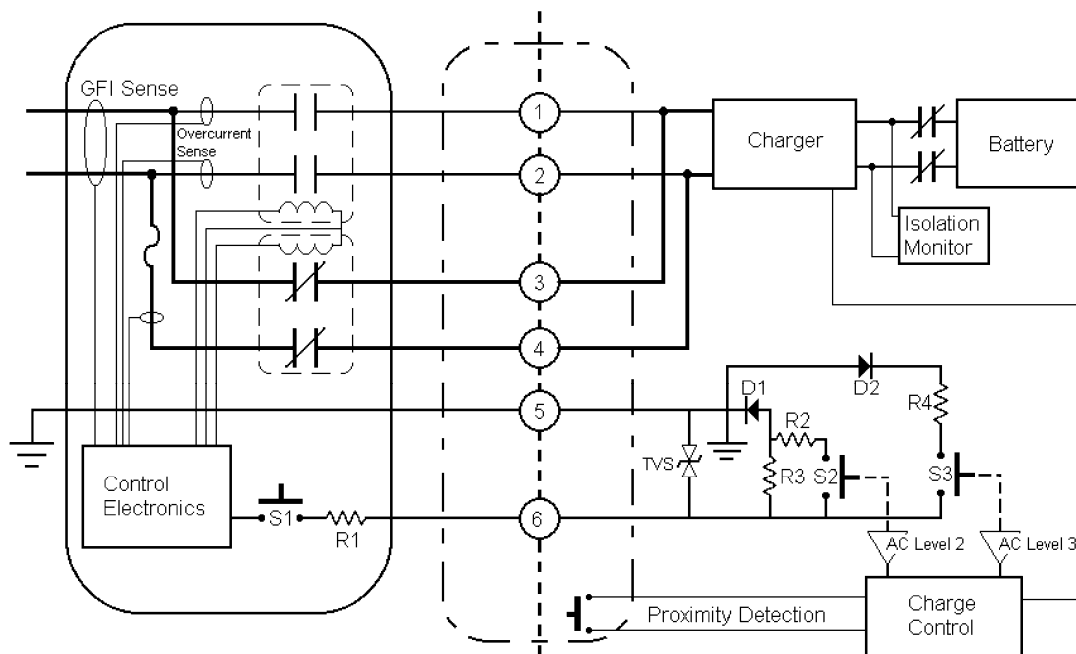 GFI Sense
Overcurrent
Sense
1
2
3
4
5
6
Charger
Battery
Isolation
Monitor
D1
D2
R2
R4
TVS
R3
S2
S3
Control
Electronics
S1
R1
AC Level 2
AC Level 3
Proximity Detection
Charge
Control